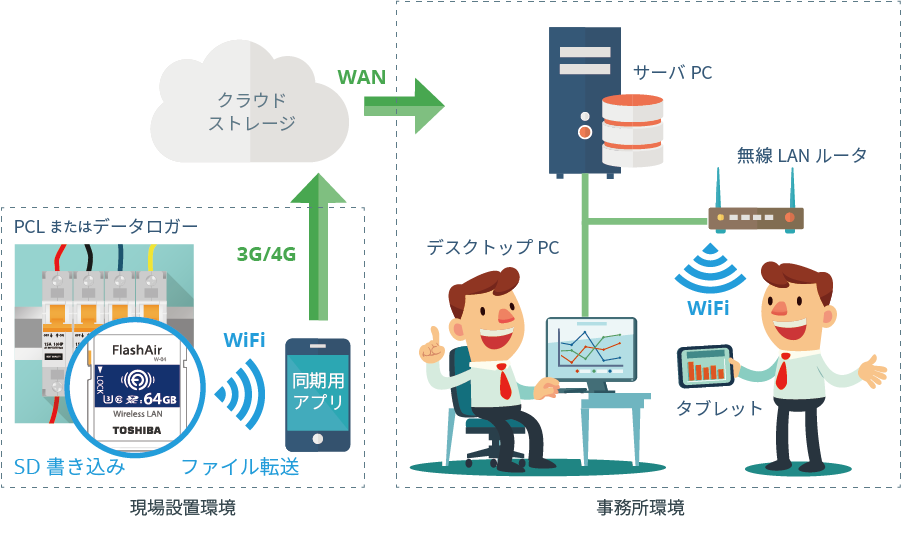 クラウド
ストレージ
WAN
サーバ PC
無線 LAN ルータ
PCL またはデータロガー
3G/4G
デスクトップ PC
WiFi
WiFi
FlashAir
W-04
LOCK
64GB
Wireless LAN
TOSHIBA
同期用
アプリ
タブレット
SD 書き込み
ファイル転送
現場設置環境
事務所環境